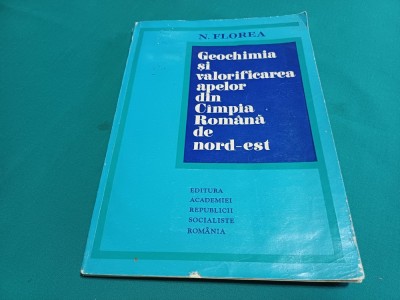 N. FLOREA
Geochimia
și
valorificarea
apelor
din
Cîmpia
Română
de
nord-est
EDITURA
ACADEMIEI
REPUBLICII
SOCIALISTE
ROMÂNIA